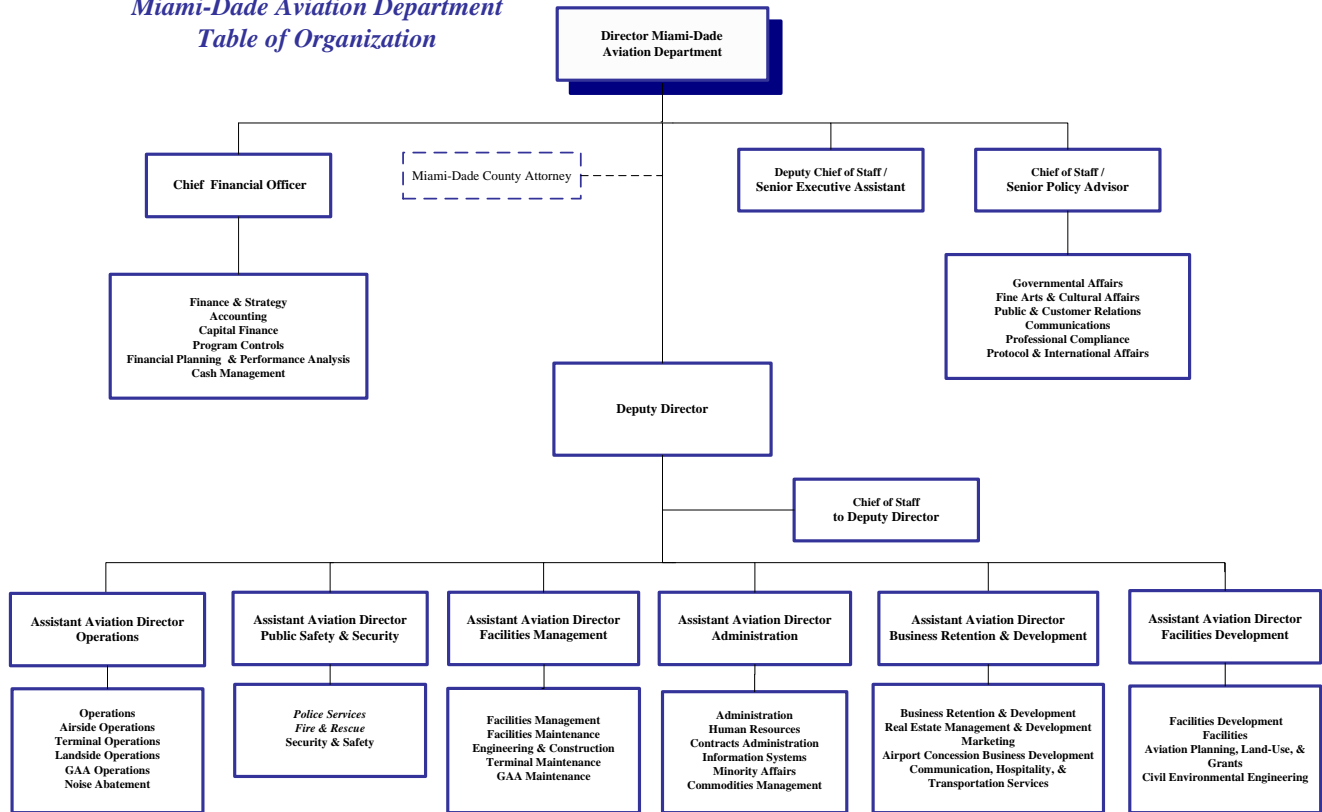 Miami-Dade Aviation Department
Table of Organization
Director Miami-Dade
Aviation Department
Chief Financial Officer
Miami-Dade County Attorney
Deputy Chief of Staff /
Senior Executive Assistant
Chief of Staff /
Senior Policy Advisor
Finance & Strategy
Accounting
Capital Finance
Program Controls
Financial Planning & Performance Analysis
Cash Management
Governmental Affairs
Fine Arts & Cultural Affairs
Public & Customer Relations
Communications
Professional Compliance
Protocol & International Affairs
Deputy Director
Chief of Staff
to Deputy Director
Assistant Aviation Director
Operations
Assistant Aviation Director
Public Safety & Security
Assistant Aviation Director
Facilities Management
Assistant Aviation Director
Administration
Assistant Aviation Director
Business Retention & Development
Assistant Aviation Director
Facilities Development
Operations
Airside Operations
Terminal Operations
Landside Operations
GAA Operations
Noise Abatement
Police Services
Fire & Rescue
Security & Safety
Facilities Management
Facilities Maintenance
Engineering & Construction
Terminal Maintenance
GAA Maintenance
Administration
Human Resources
Contracts Administration
Information Systems
Minority Affairs
Commodities Management
Business Retention & Development
Real Estate Management & Development
Marketing
Airport Concession Business Development
Communication, Hospitality, &
Transportation Services
Facilities Development
Facilities
Aviation Planning, Land-Use, &
Grants
Civil Environmental Engineering